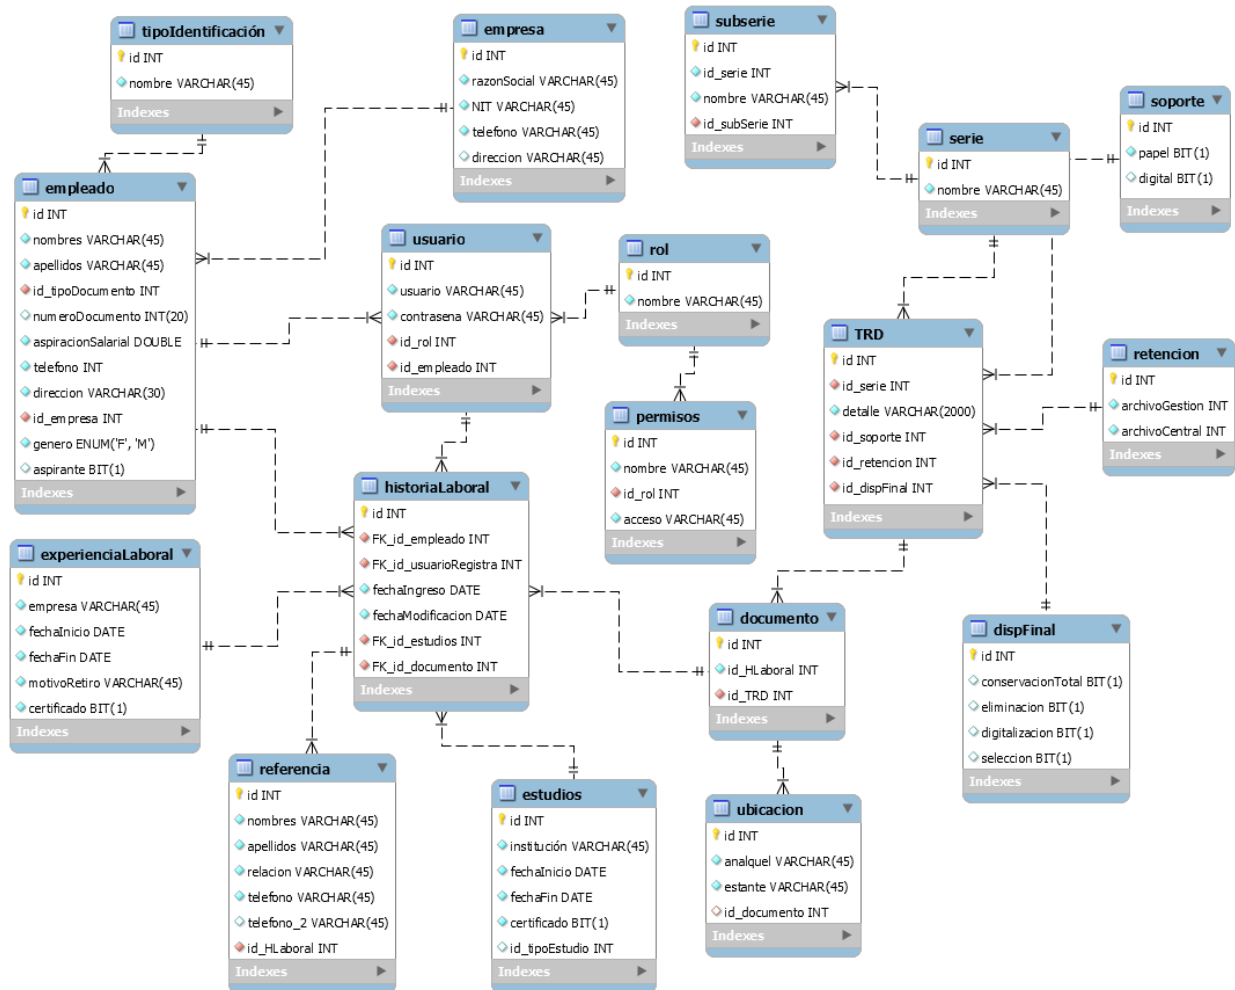 tipoIdentificación
id INT
nombre VARCHAR(45)
Indexes
empresa
id INT
razonSocial VARCHAR(45)
NIT VARCHAR(45)
telefono VARCHAR(45)
direccion VARCHAR(45)
Indexes
subserie
id INT
id_serie INT
nombre VARCHAR(45)
id_subSerie INT
Indexes
soporte
id INT
papel BIT(1)
digital BIT(1)
Indexes
serie
id INT
nombre VARCHAR(45)
Indexes
empleado
id INT
nombres VARCHAR(45)
apellidos VARCHAR(45)
id_tipoDocumento INT
numeroDocumento INT(20)
aspiracionSalarial DOUBLE
telefono INT
direccion VARCHAR(30)
id_empresa INT
genero ENUM('F', 'M')
aspirante BIT(1)
Indexes
usuario
id INT
usuario VARCHAR(45)
contrasena VARCHAR(45)
id_rol INT
id_empleado INT
Indexes
rol
id INT
nombre VARCHAR(45)
Indexes
TRD
id INT
id_serie INT
detalle VARCHAR(2000)
id_soporte INT
id_retencion INT
id_dispFinal INT
Indexes
retencion
id INT
archivoGestion INT
archivoCentral INT
Indexes
permisos
id INT
nombre VARCHAR(45)
id_rol INT
acceso VARCHAR(45)
Indexes
historiaLaboral
id INT
FK_id_empleado INT
FK_id_usuarioRegistra INT
fechaIngreso DATE
fechaModificacion DATE
FK_id_estudios INT
FK_id_documento INT
Indexes
experienciaLaboral
id INT
empresa VARCHAR(45)
fechaInicio DATE
fechaFin DATE
motivoRetiro VARCHAR(45)
certificado BIT(1)
Indexes
documento
id INT
id_HLaboral INT
id_TRD INT
Indexes
dispFinal
id INT
conservacionTotal BIT(1)
eliminacion BIT(1)
digitalizacion BIT(1)
seleccion BIT(1)
Indexes
referencia
id INT
nombres VARCHAR(45)
apellidos VARCHAR(45)
relacion VARCHAR(45)
telefono VARCHAR(45)
telefono_2 VARCHAR(45)
id_HLaboral INT
Indexes
estudios
id INT
institución VARCHAR(45)
fechaInicio DATE
fechaFin DATE
certificado BIT(1)
id_tipoEstudio INT
Indexes
ubicacion
id INT
analquel VARCHAR(45)
estante VARCHAR(45)
id_documento INT
Indexes